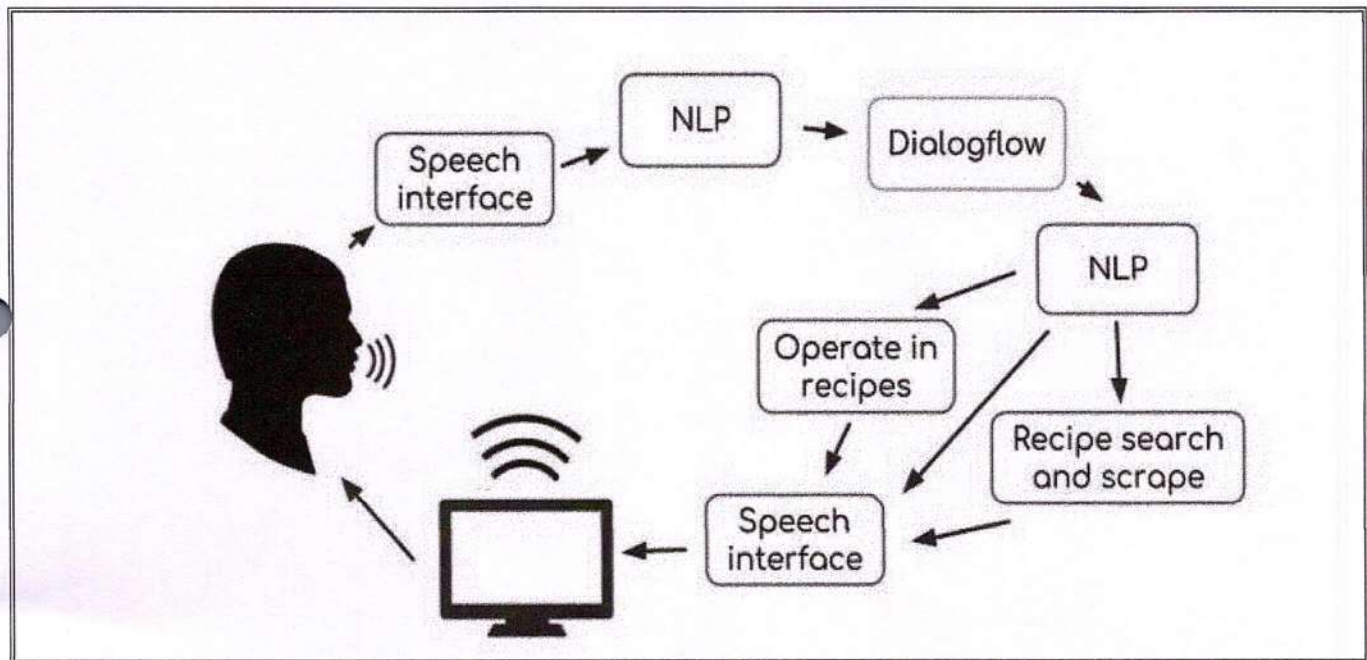 NLP
Speech
interface
Dialogflow
NLP
Operate in
recipes
Recipe search
and scrape
Speech
interface